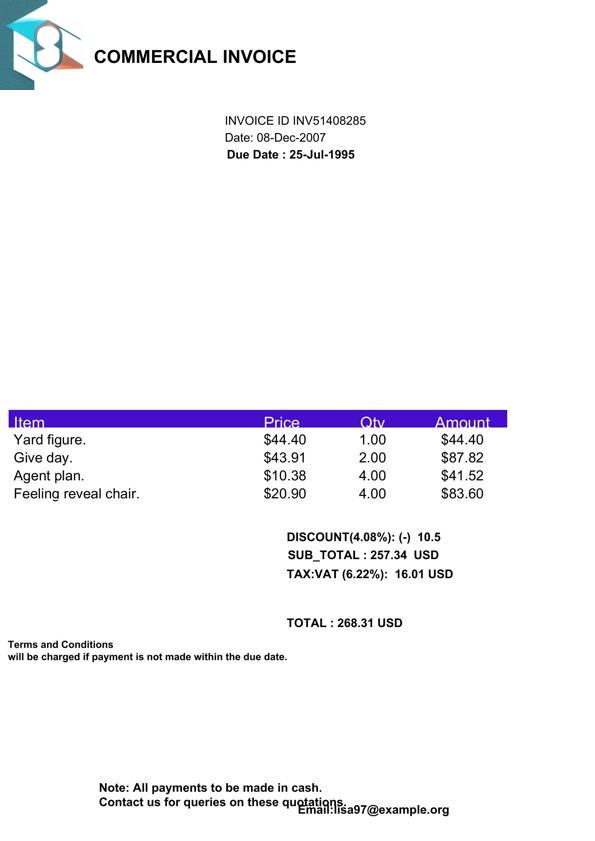 COMMERCIAL INVOICE
INVOICE ID INV51408285
Date: 08-Dec-2007
Due Date : 25-Jul-1995
Item Price Qty Amount
Yard figure. $44.40 1.00 $44.40
Give day. $43.91 2.00 $87.82
Agent plan. $10.38 4.00 $41.52
Feeling reveal chair. $20.90 4.00 $83.60
DISCOUNT(4.08%): (-) 10.5
SUB_TOTAL : 257.34 USD
TAX:VAT (6.22%): 16.01 USD
TOTAL : 268.31 USD
Terms and Conditions
will be charged if payment is not made within the due date.
Note: All payments to be made in cash.
Contact us for queries on these quotations.
Email:lisa97@example.org